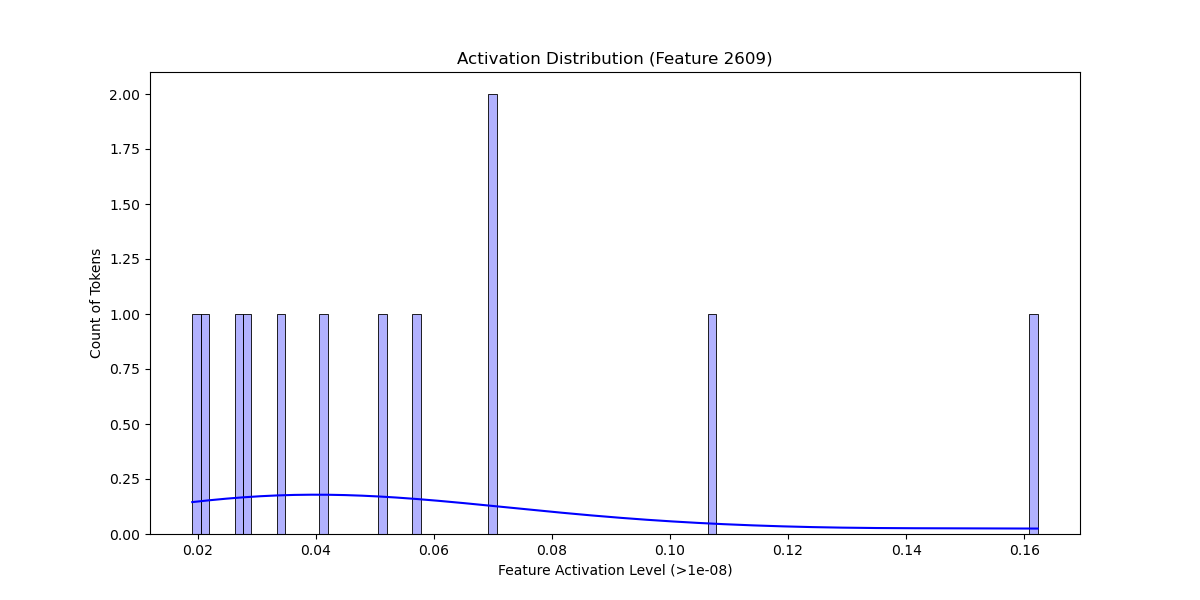 Activation Distribution (Feature 2609)
2.00
1.75
1.50
1.25
1.00
0.75
0.50
0.25
0.00
Count of Tokens
0.02 0.04 0.06 0.08 0.10 0.12 0.14 0.16
Feature Activation Level (>1e-08)